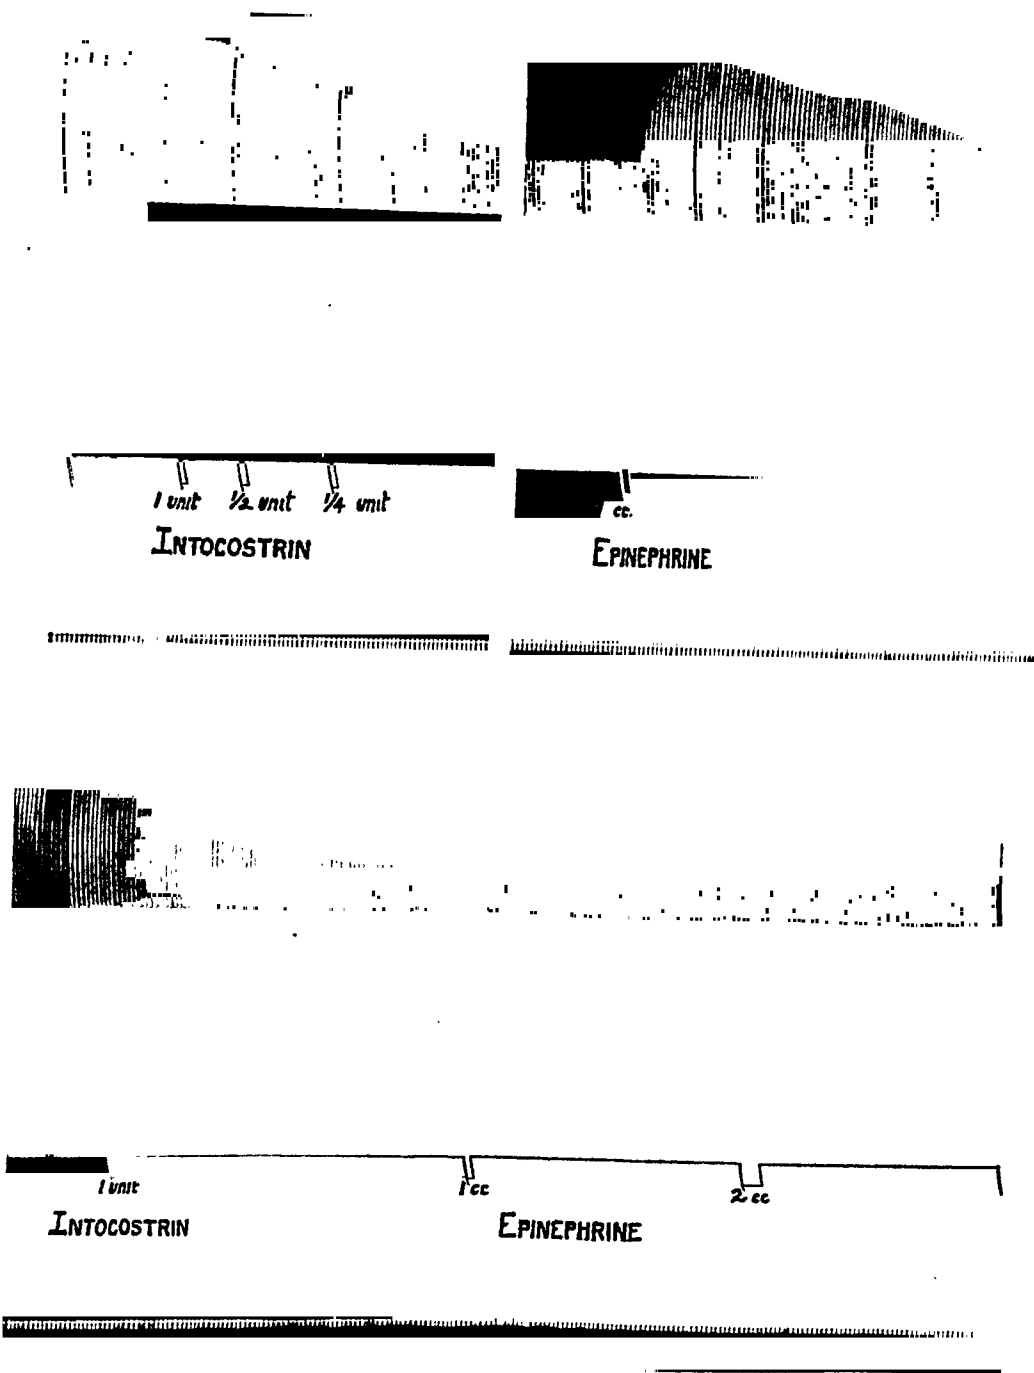 1 unit 1/2 unit 1/4 unit
INTOCOSTRIN
cc.
EPINEPHRINE
1 unit
INTOCOSTRIN
1 cc 2 cc
EPINEPHRINE